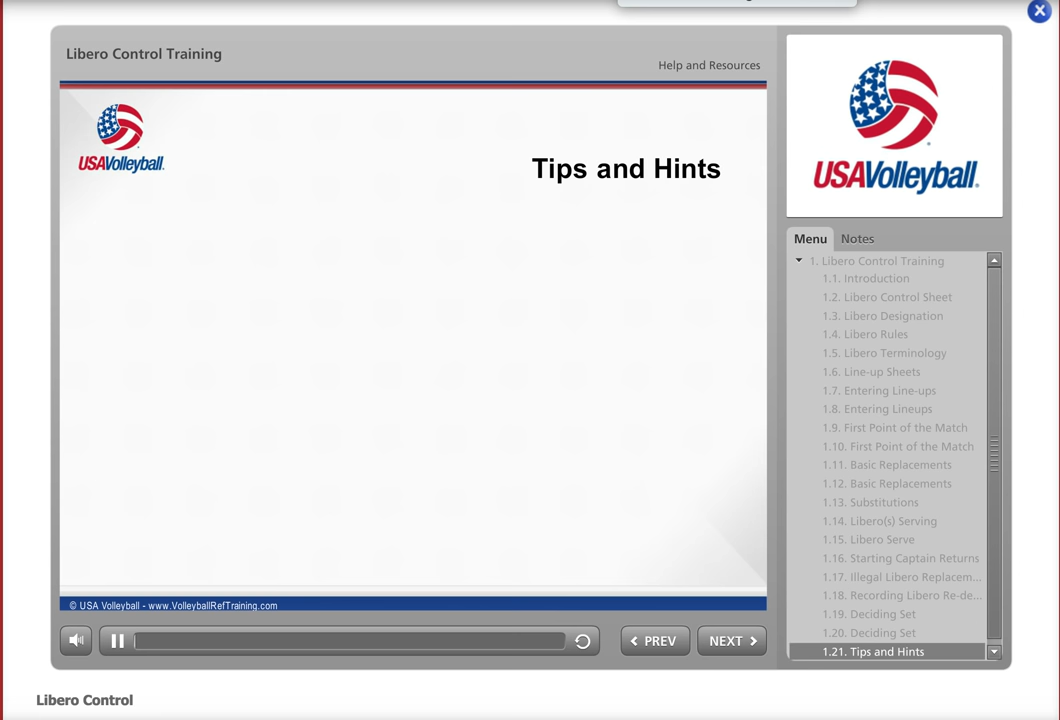 Libero Control Training
Help and Resources
USAVolleyball.
Tips and Hints
© USA Volleyball - www.VolleyballRefTraining.com
PREV
NEXT
USAVolleyball.
Menu
Notes
1. Libero Control Training
1.1. Introduction
1.2. Libero Control Sheet
1.3. Libero Designation
1.4. Libero Rules
1.5. Libero Terminology
1.6. Line-up Sheets
1.7. Entering Line-ups
1.8. Entering Lineups
1.9. First Point of the Match
1.10. First Point of the Match
1.11. Basic Replacements
1.12. Basic Replacements
1.13. Substitutions
1.14. Libero(s) Serving
1.15. Libero Serve
1.16. Starting Captain Returns
1.17. Illegal Libero Replacem...
1.18. Recording Libero Re-de...
1.19. Deciding Set
1.20. Deciding Set
1.21. Tips and Hints
Libero Control